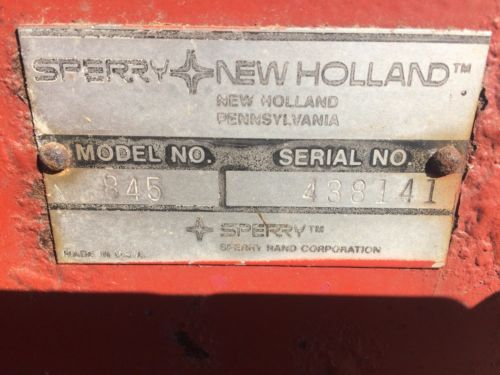 SPERRY NEW HOLLAND™
NEW HOLLAND
PENNSYLVANIA
MODEL NO. SERIAL NO.
845 438141
SPERRY™
SPERRY RAND CORPORATION
MADE IN U.S.A.